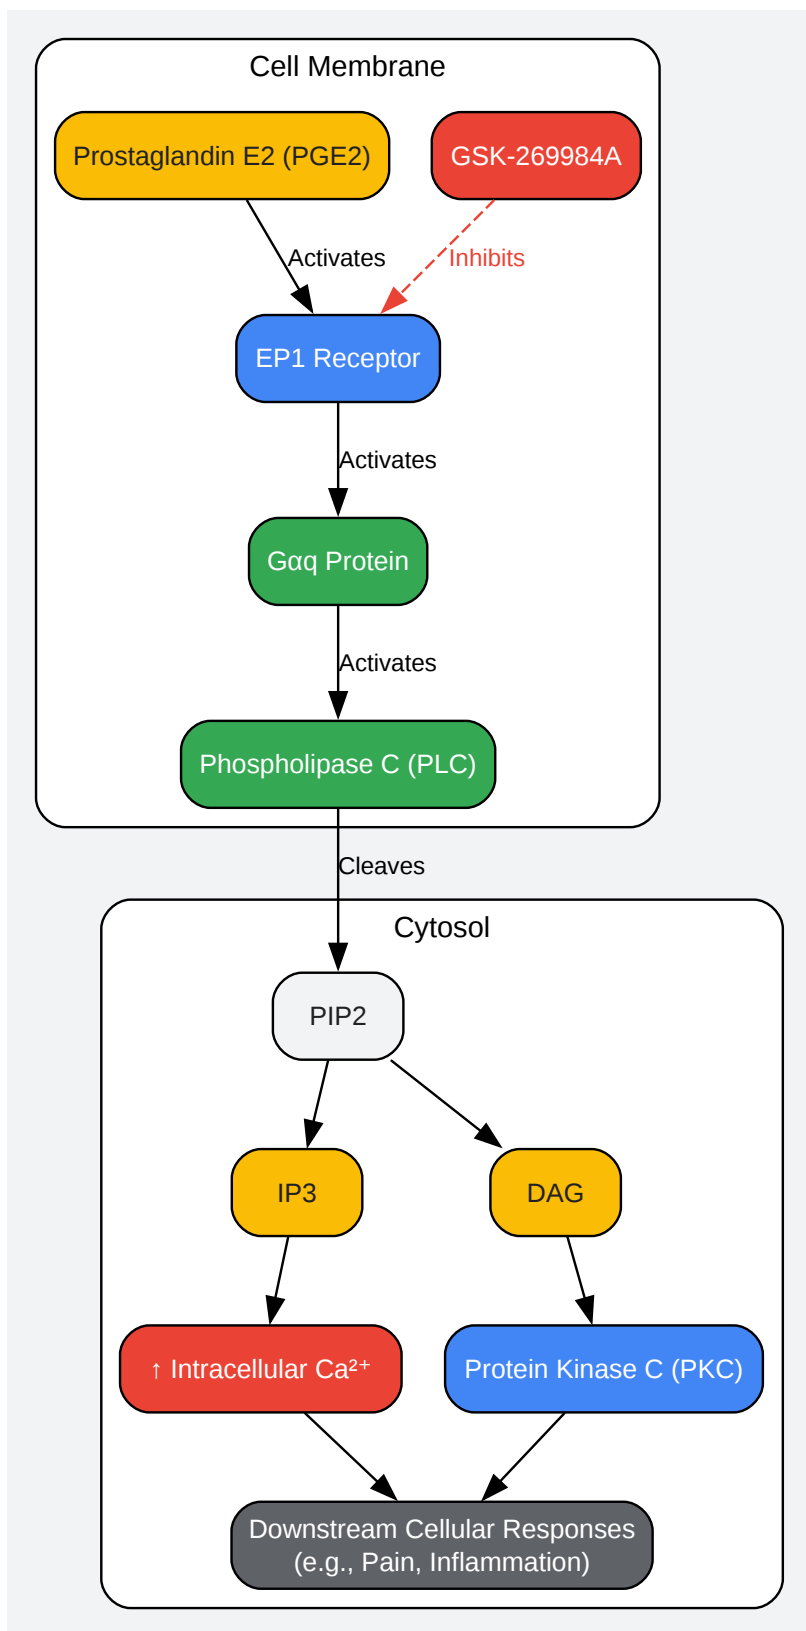 Cell Membrane
Prostaglandin E2 (PGE2)
GSK-269984A
Activates
Inhibits
EP1 Receptor
Activates
Gαq Protein
Activates
Phospholipase C (PLC)
Cleaves
Cytosol
PIP2
IP3
DAG
↑ Intracellular Ca²⁺
Protein Kinase C (PKC)
Downstream Cellular Responses
(e.g., Pain, Inflammation)